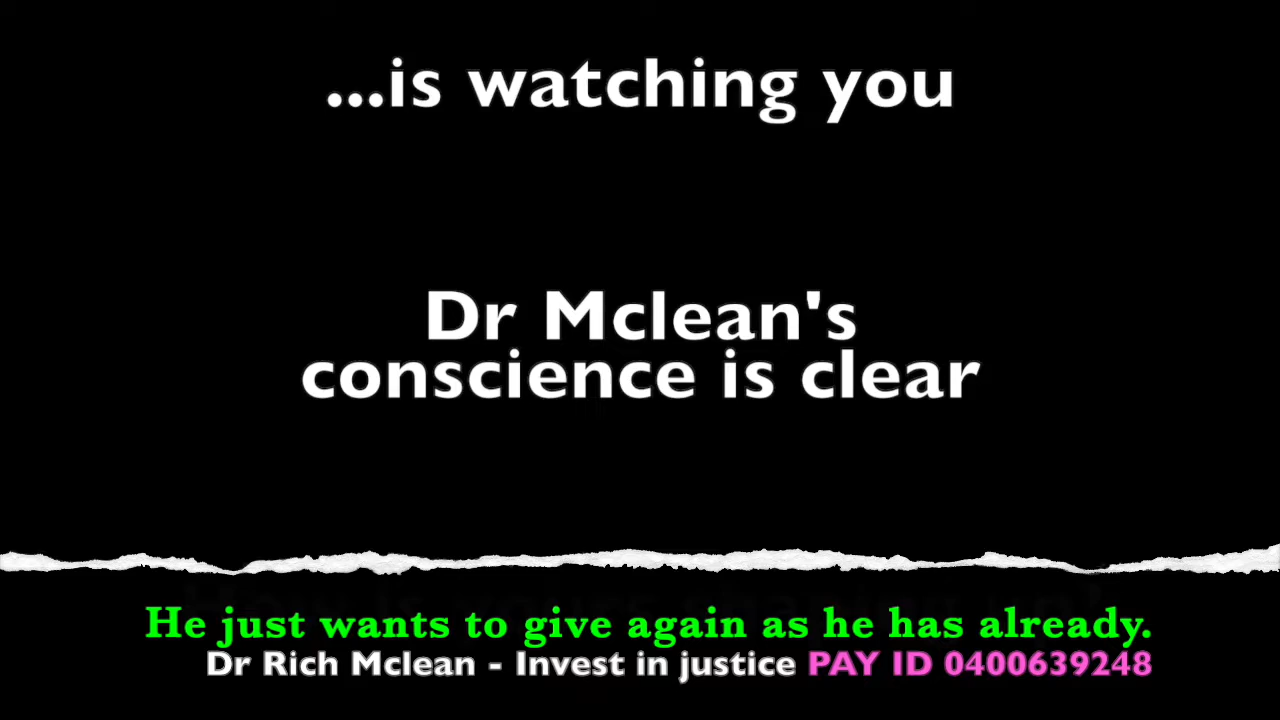 ...is watching you
Dr Mclean's
conscience is clear
He just wants to give again as he has already.
Dr Rich Mclean - Invest in justice PAY ID 0400639248